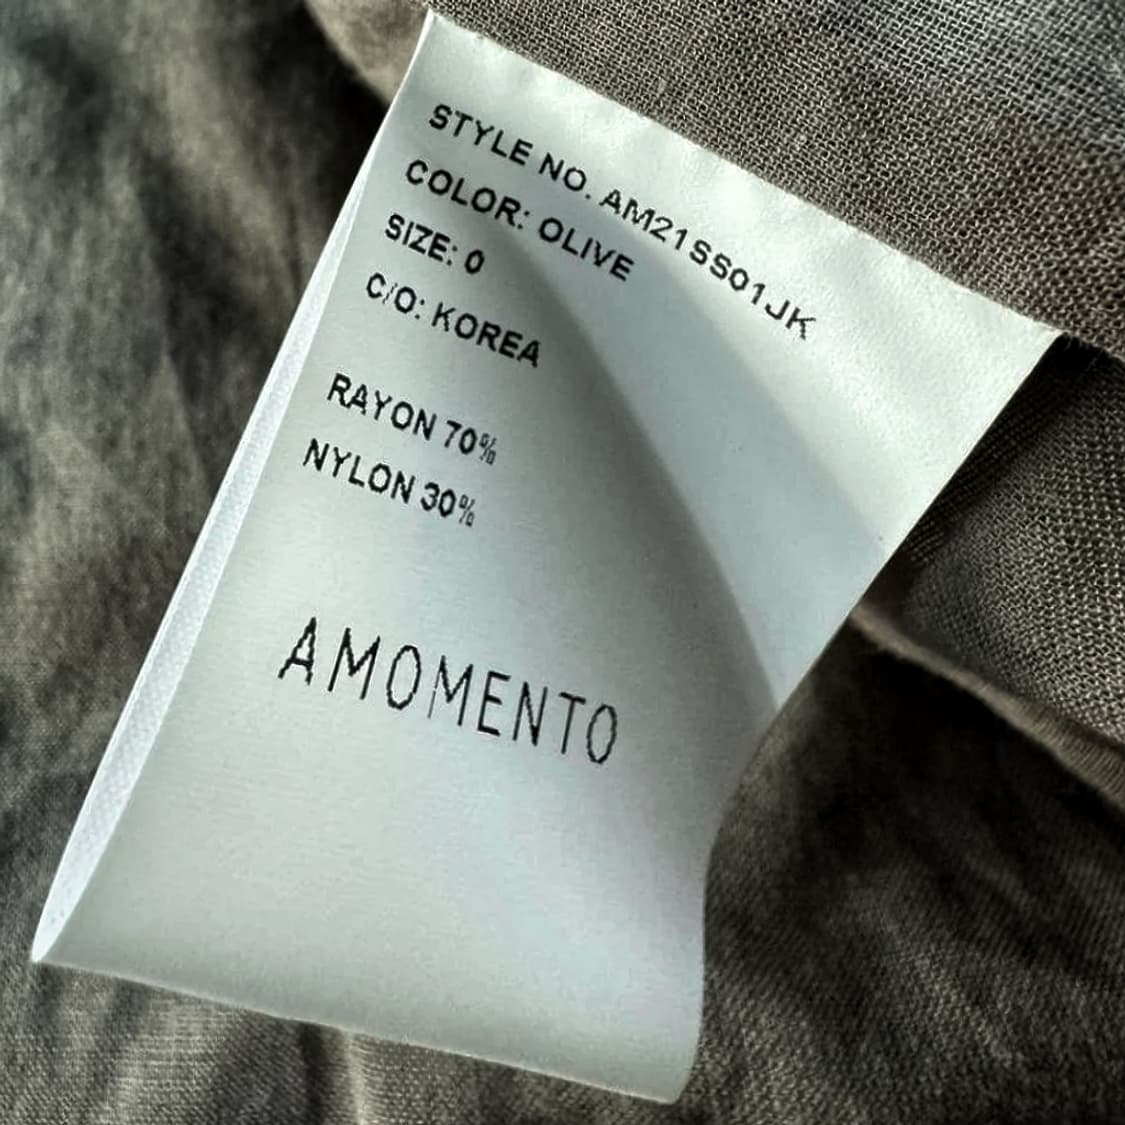 STYLE NO. AM21SS01JK
COLOR: OLIVE
SIZE: 0
C/O: KOREA
RAYON 70%
NYLON 30%
AMOMENTO